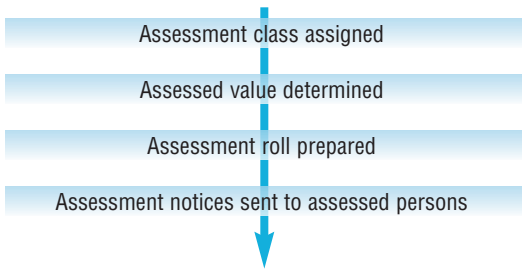 Assessment class assigned
Assessed value determined
Assessment roll prepared
Assessment notices sent to assessed persons